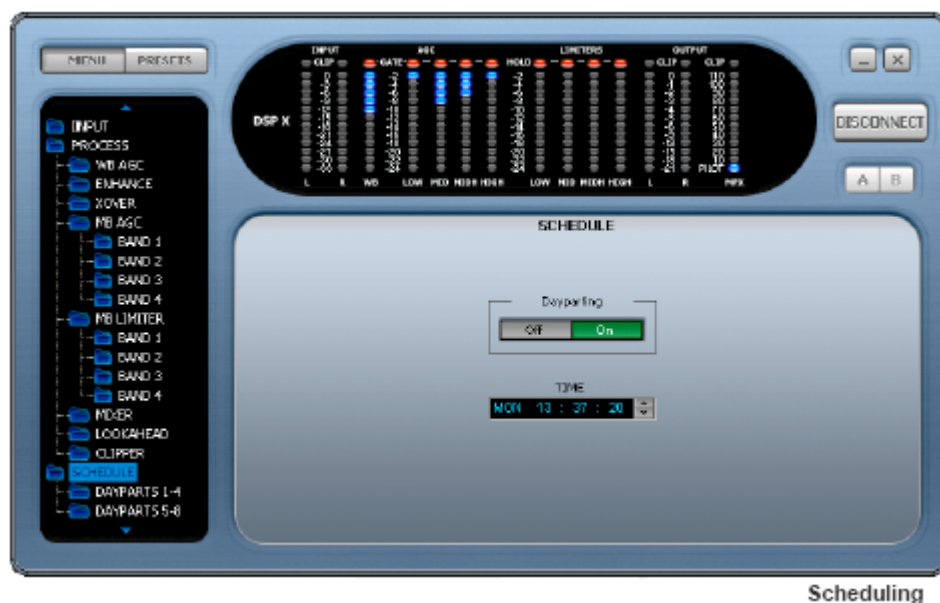 MENU PRESETS
INPUT AGC LIMITERS OUTPUT
CLIP GATE HOLD CLIP CLIP
DSP X
PILOT
L R WB LOW MID MIDH HIGH LOW MID MIDH HIGH L R MPX
DISCONNECT
A B
INPUT
PROCESS
WB AGC
ENHANCE
XOVER
MB AGC
BAND 1
BAND 2
BAND 3
BAND 4
MB LIMITER
BAND 1
BAND 2
BAND 3
BAND 4
MIXER
LOOKAHEAD
CLIPPER
SCHEDULE
DAYPARTS 1-4
DAYPARTS 5-8
SCHEDULE
Dayparting
Off On
TIME
MON 13 : 37 : 20
Scheduling